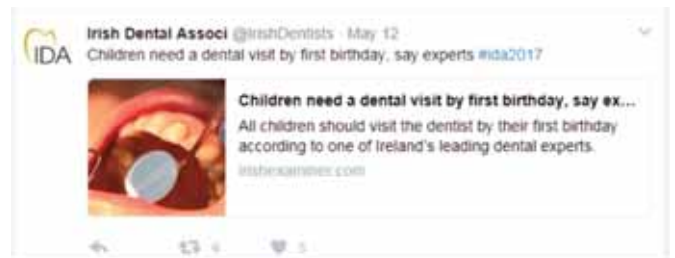 Irish Dental Associ @IrishDentists · May 12
IDA
Children need a dental visit by first birthday, say experts #ida2017
Children need a dental visit by first birthday, say ex...
All children should visit the dentist by their first birthday
according to one of Ireland's leading dental experts.
irishexaminer.com
5